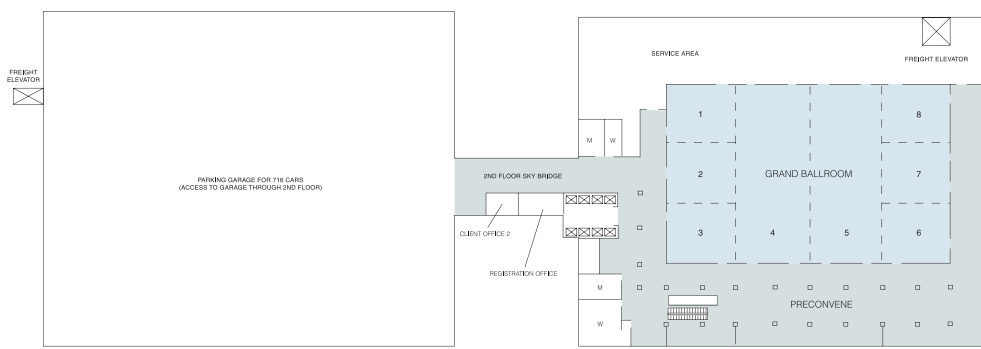 FREIGHT
ELEVATOR
PARKING GARAGE FOR 716 CARS
(ACCESS TO GARAGE THROUGH 2ND FLOOR)
SERVICE AREA
FREIGHT ELEVATOR
M
W
2ND FLOOR SKY BRIDGE
CLIENT OFFICE 2
REGISTRATION OFFICE
1
8
2
GRAND BALLROOM
7
3
4
5
6
M
W
PRECONVENE